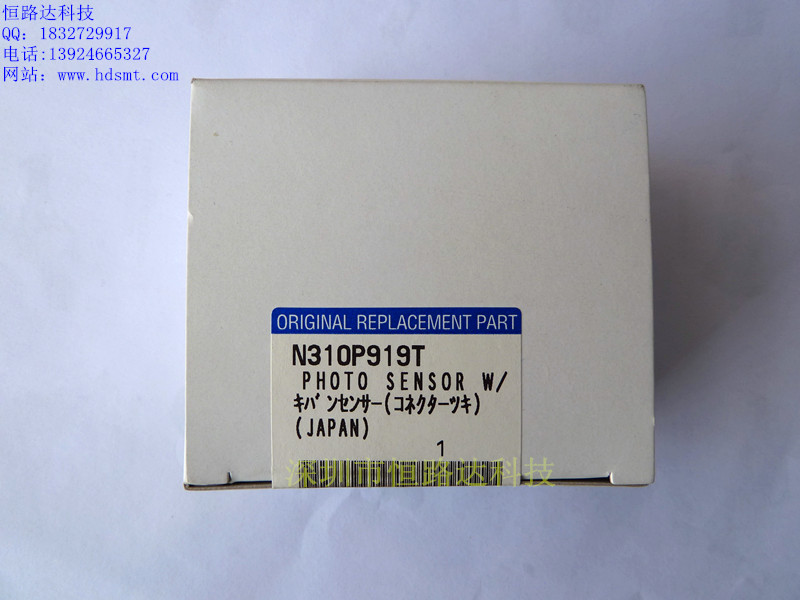 恒路达科技
QQ: 1832729917
电话:13924665327
网站: www.hdsmt.com
ORIGINAL REPLACEMENT PART
N310P919T
PHOTO SENSOR W/
ｷﾊﾞﾝｾﾝｻｰ(ｺﾈｸﾀｰﾂｷ)
(JAPAN)
1
深圳市恒路达科技